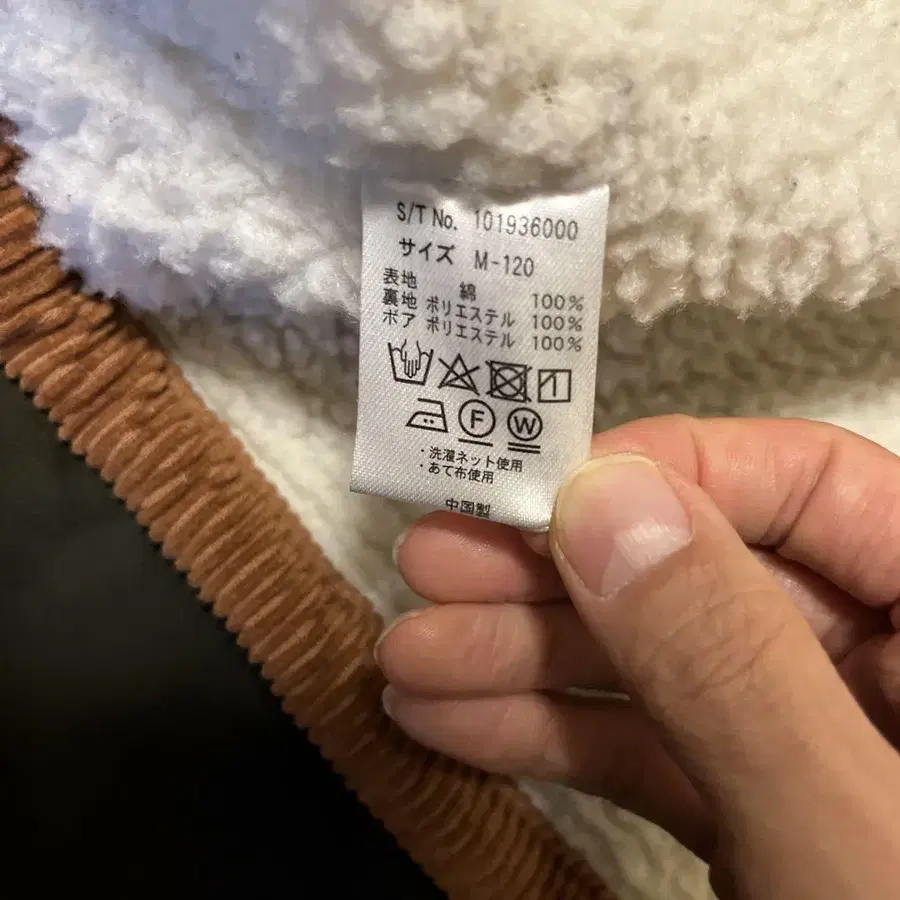 S/T No. 101936000
サイズ M-120
表地 綿 100%
裏地 ポリエステル 100%
ボア ポリエステル 100%
F W
・洗濯ネット使用
・あて布使用
中国製